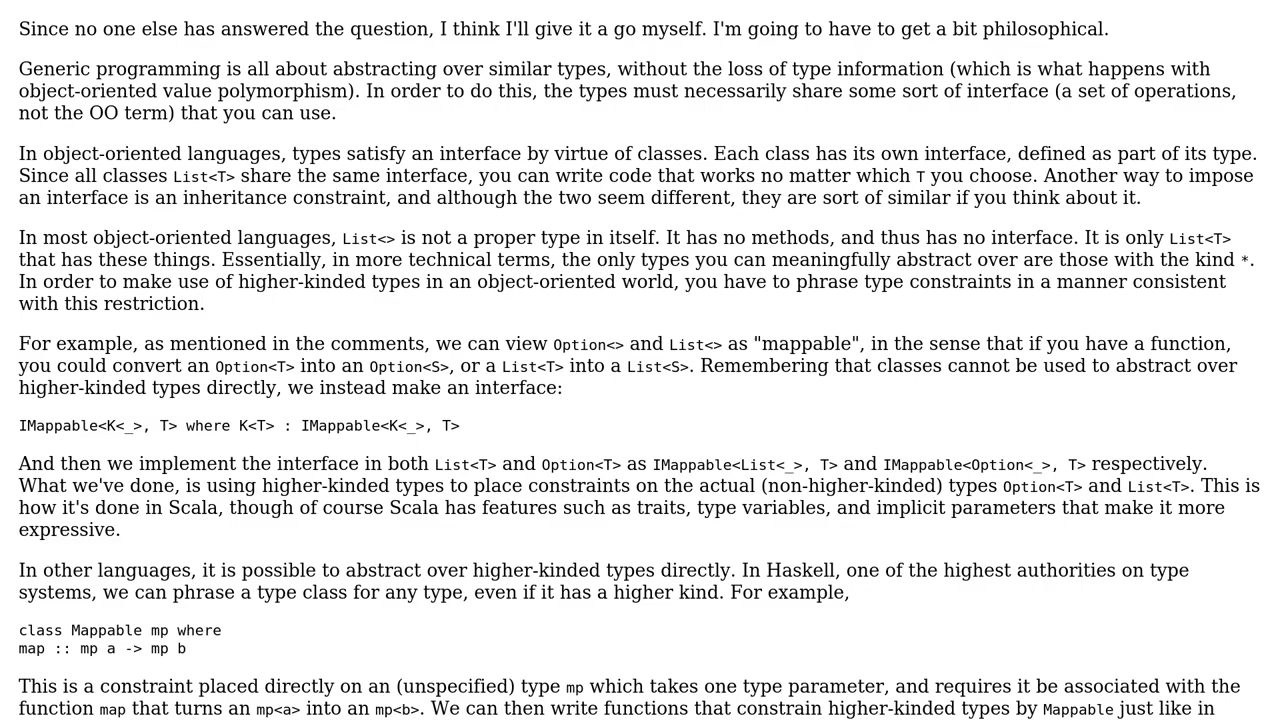 Since no one else has answered the question, I think I'll give it a go myself. I'm going to have to get a bit philosophical.
Generic programming is all about abstracting over similar types, without the loss of type information (which is what happens with
object-oriented value polymorphism). In order to do this, the types must necessarily share some sort of interface (a set of operations,
not the OO term) that you can use.
In object-oriented languages, types satisfy an interface by virtue of classes. Each class has its own interface, defined as part of its type.
Since all classes List<T> share the same interface, you can write code that works no matter which T you choose. Another way to impose
an interface is an inheritance constraint, and although the two seem different, they are sort of similar if you think about it.
In most object-oriented languages, List<> is not a proper type in itself. It has no methods, and thus has no interface. It is only List<T>
that has these things. Essentially, in more technical terms, the only types you can meaningfully abstract over are those with the kind *.
In order to make use of higher-kinded types in an object-oriented world, you have to phrase type constraints in a manner consistent
with this restriction.
For example, as mentioned in the comments, we can view Option<> and List<> as "mappable", in the sense that if you have a function,
you could convert an Option<T> into an Option<S>, or a List<T> into a List<S>. Remembering that classes cannot be used to abstract over
higher-kinded types directly, we instead make an interface:
IMappable<K<_>, T> where K<T> : IMappable<K<_>, T>
And then we implement the interface in both List<T> and Option<T> as IMappable<List<_>, T> and IMappable<Option<_>, T> respectively.
What we've done, is using higher-kinded types to place constraints on the actual (non-higher-kinded) types Option<T> and List<T>. This is
how it's done in Scala, though of course Scala has features such as traits, type variables, and implicit parameters that make it more
expressive.
In other languages, it is possible to abstract over higher-kinded types directly. In Haskell, one of the highest authorities on type
systems, we can phrase a type class for any type, even if it has a higher kind. For example,
class Mappable mp where
map :: mp a -> mp b
This is a constraint placed directly on an (unspecified) type mp which takes one type parameter, and requires it be associated with the
function map that turns an mp<a> into an mp<b>. We can then write functions that constrain higher-kinded types by Mappable just like in